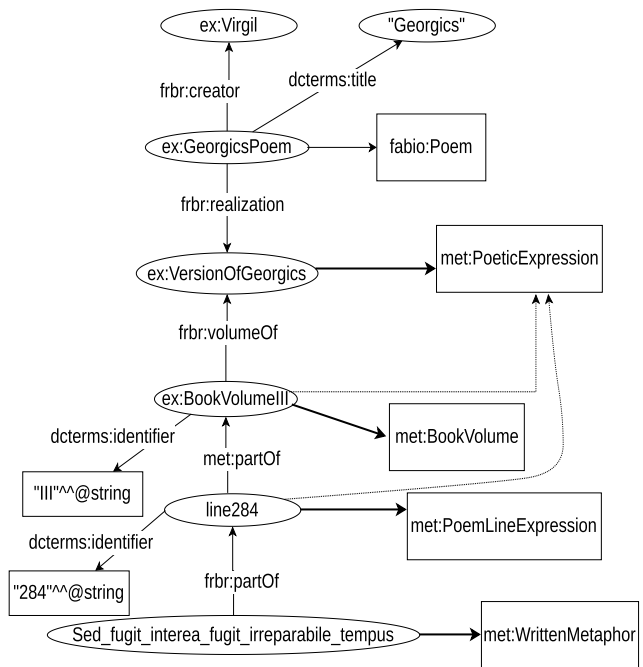 ex:Virgil
"Georgics"
frbr:creator
dcterms:title
ex:GeorgicsPoem
fabio:Poem
frbr:realization
ex:VersionOfGeorgics
met:PoeticExpression
frbr:volumeOf
ex:BookVolumeIII
met:BookVolume
dcterms:identifier
met:partOf
"III"^^@string
line284
met:PoemLineExpression
dcterms:identifier
frbr:partOf
"284"^^@string
Sed_fugit_interea_fugit_irreparabile_tempus
met:WrittenMetaphor